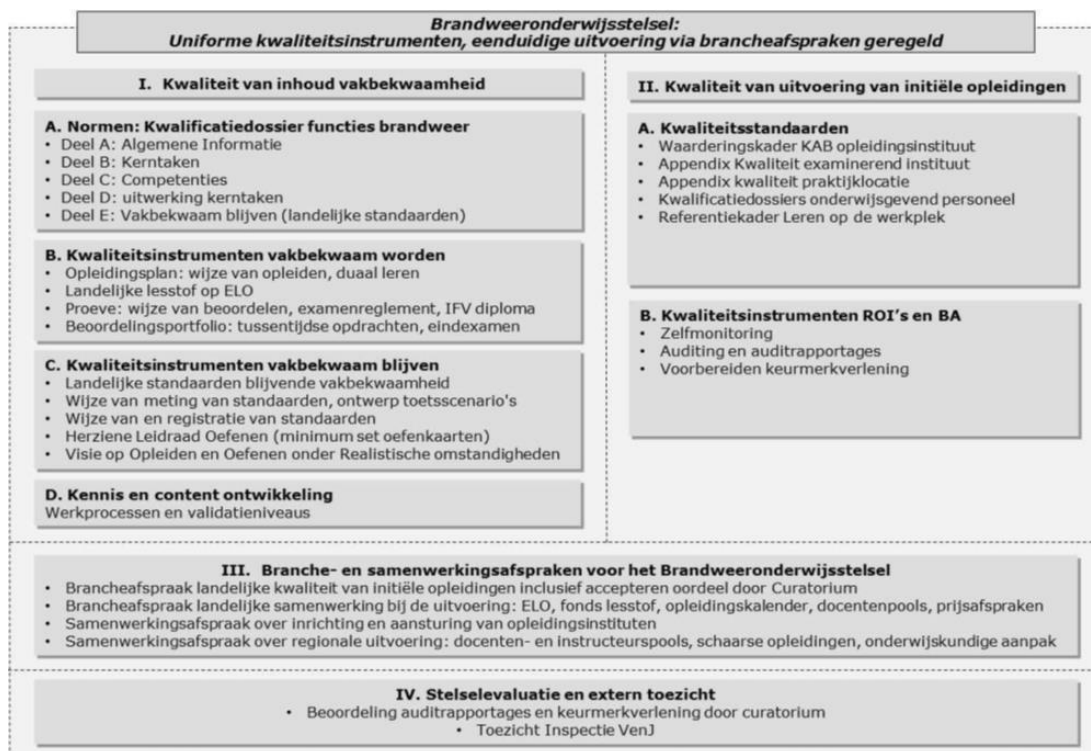 Brandweeronderwijsstelsel:
Uniforme kwaliteitsinstrumenten, eenduidige uitvoering via brancheafspraken geregeld
I. Kwaliteit van inhoud vakbekwaamheid
A. Normen: Kwalificatiedossier functies brandweer
• Deel A: Algemene Informatie
• Deel B: Kerntaken
• Deel C: Competenties
• Deel D: uitwerking kerntaken
• Deel E: Vakbekwaam blijven (landelijke standaarden)
B. Kwaliteitsinstrumenten vakbekwaam worden
• Opleidingsplan: wijze van opleiden, duaal leren
• Landelijke lesstof op ELO
• Proeve: wijze van beoordelen, examenreglement, IFV diploma
• Beoordelingsportfolio: tussentijdse opdrachten, eindexamen
C. Kwaliteitsinstrumenten vakbekwaam blijven
• Landelijke standaarden blijvende vakbekwaamheid
• Wijze van meting van standaarden, ontwerp toetsscenario's
• Wijze van en registratie van standaarden
• Herziene Leidraad Oefenen (minimum set oefenkaarten)
• Visie op Opleiden en Oefenen onder Realistische omstandigheden
D. Kennis en content ontwikkeling
Werkprocessen en validatieniveaus
II. Kwaliteit van uitvoering van initiële opleidingen
A. Kwaliteitsstandaarden
• Waarderingskader KAB opleidingsinstituut
• Appendix Kwaliteit examinerend instituut
• Appendix kwaliteit praktijklocatie
• Kwalificatiedossiers onderwijsgevend personeel
• Referentiekader Leren op de werkplek
B. Kwaliteitsinstrumenten ROI's en BA
• Zelfmonitoring
• Auditing en auditrapportages
• Voorbereiden keurmerkverlening
III. Branche- en samenwerkingsafspraken voor het Brandweeronderwijsstelsel
• Brancheafspraak landelijke kwaliteit van initiële opleidingen inclusief accepteren oordeel door Curatorium
• Brancheafspraak landelijke samenwerking bij de uitvoering: ELO, fonds lesstof, opleidingskalender, docentenpools, prijsafspraken
• Samenwerkingsafspraak over inrichting en aansturing van opleidingsinstituten
• Samenwerkingsafspraak over regionale uitvoering: docenten- en instructeurspools, schaarse opleidingen, onderwijskundige aanpak
IV. Stelselevaluatie en extern toezicht
• Beoordeling auditrapportages en keurmerkverlening door curatorium
• Toezicht Inspectie VenJ